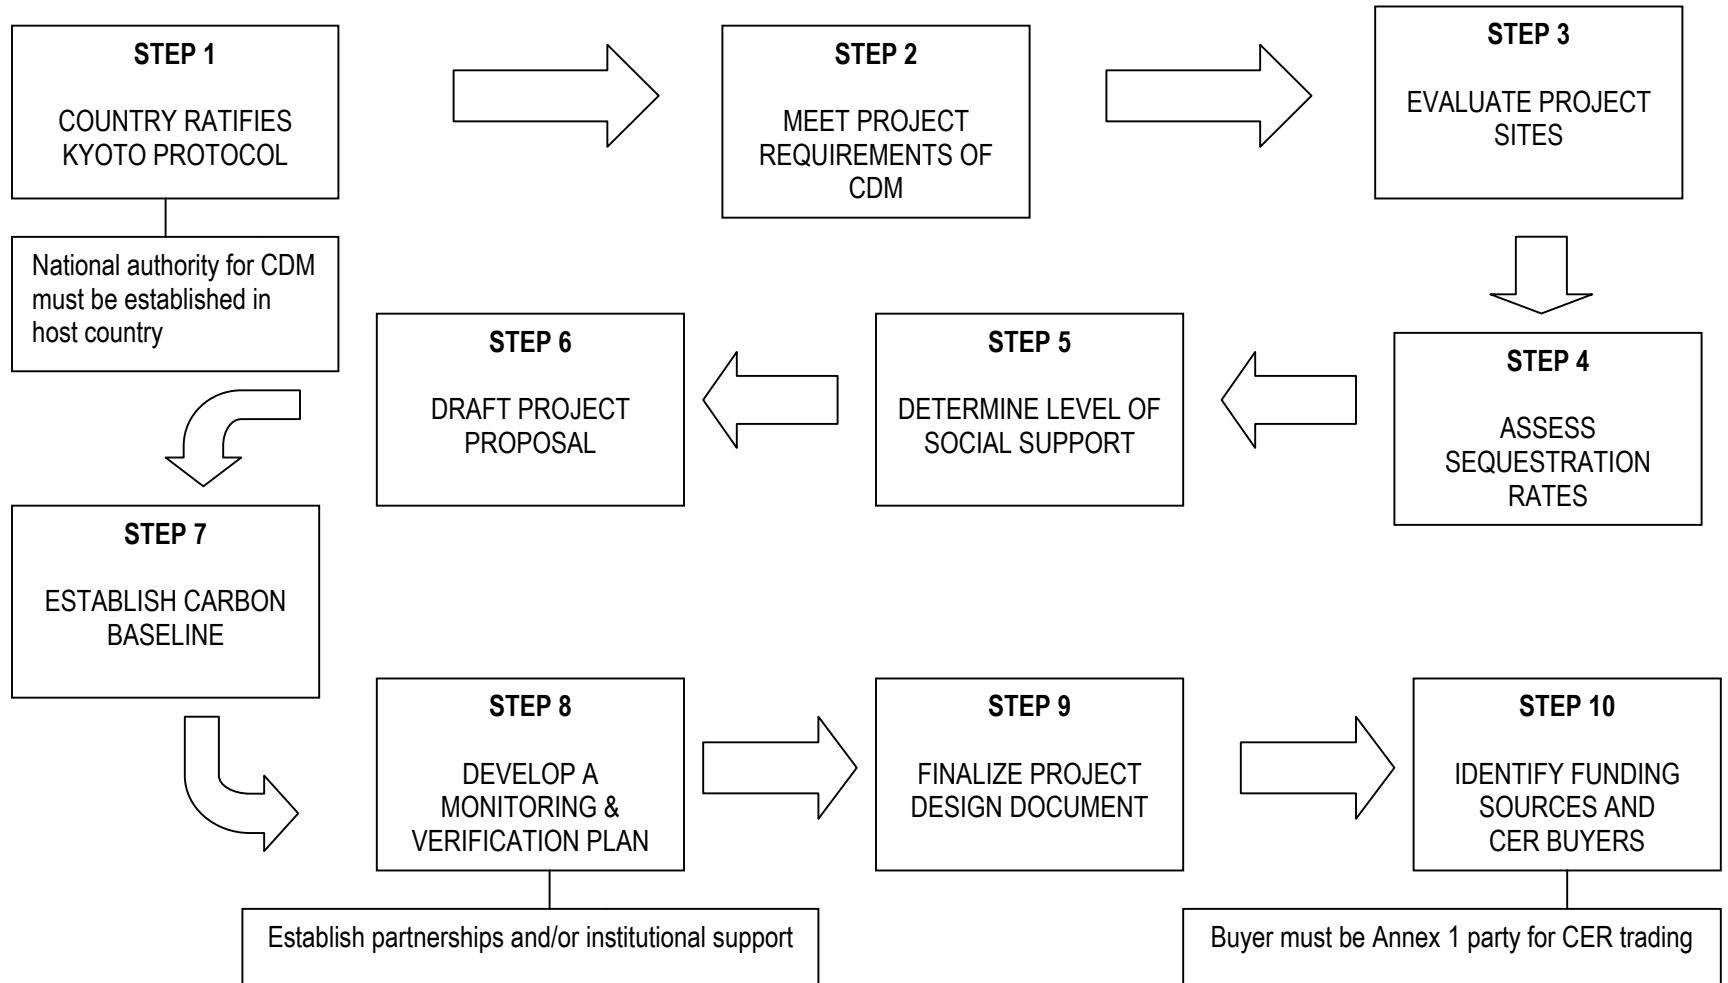 STEP 1
COUNTRY RATIFIES
KYOTO PROTOCOL
National authority for CDM
must be established in
host country
STEP 2
MEET PROJECT
REQUIREMENTS OF
CDM
STEP 3
EVALUATE PROJECT
SITES
STEP 4
ASSESS
SEQUESTRATION
RATES
STEP 5
DETERMINE LEVEL OF
SOCIAL SUPPORT
STEP 6
DRAFT PROJECT
PROPOSAL
STEP 7
ESTABLISH CARBON
BASELINE
STEP 8
DEVELOP A
MONITORING &
VERIFICATION PLAN
Establish partnerships and/or institutional support
STEP 9
FINALIZE PROJECT
DESIGN DOCUMENT
STEP 10
IDENTIFY FUNDING
SOURCES AND
CER BUYERS
Buyer must be Annex 1 party for CER trading